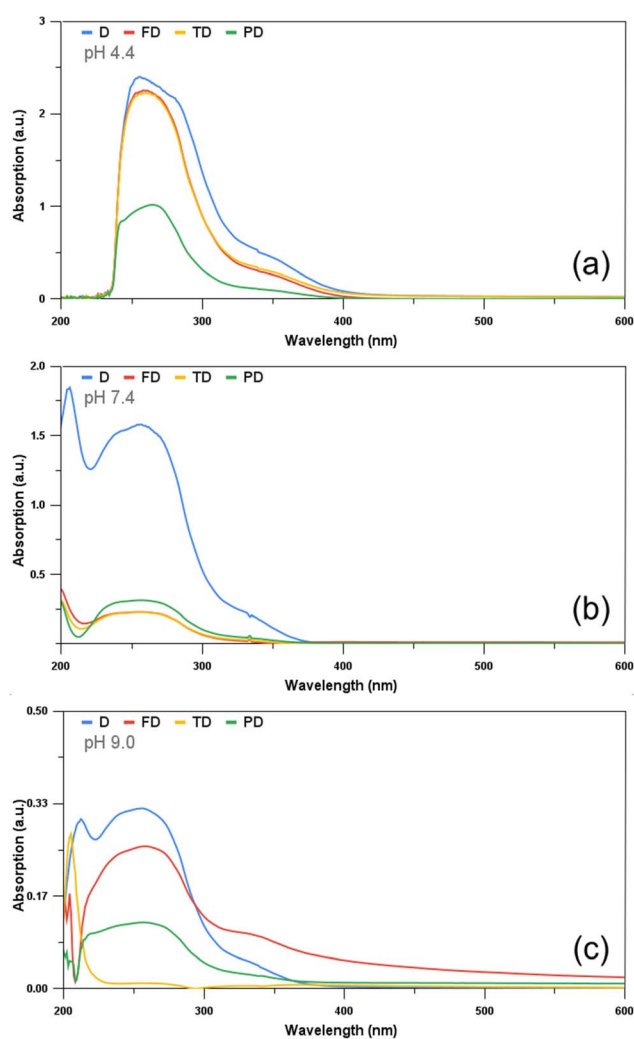 3
D FD TD PD
pH 4.4
2
1
0
Absorption (a.u.)
(a)
200 300 400 500 600
Wavelength (nm)
2.0
D FD TD PD
pH 7.4
1.5
1.0
0.5
Absorption (a.u.)
(b)
200 300 400 500 600
Wavelength (nm)
0.50
D FD TD PD
pH 9.0
0.33
0.17
0.00
Absorption (a.u.)
(c)
200 300 400 500 600
Wavelength (nm)